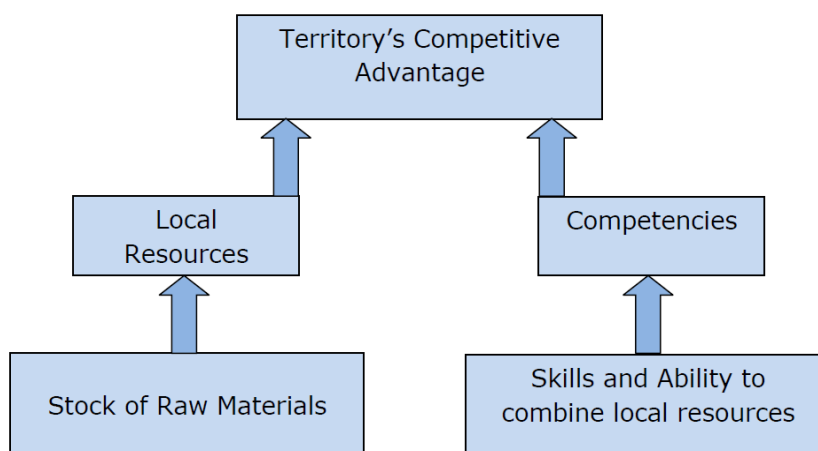 Territory’s Competitive
Advantage
Local
Resources
Competencies
Stock of Raw Materials
Skills and Ability to
combine local resources